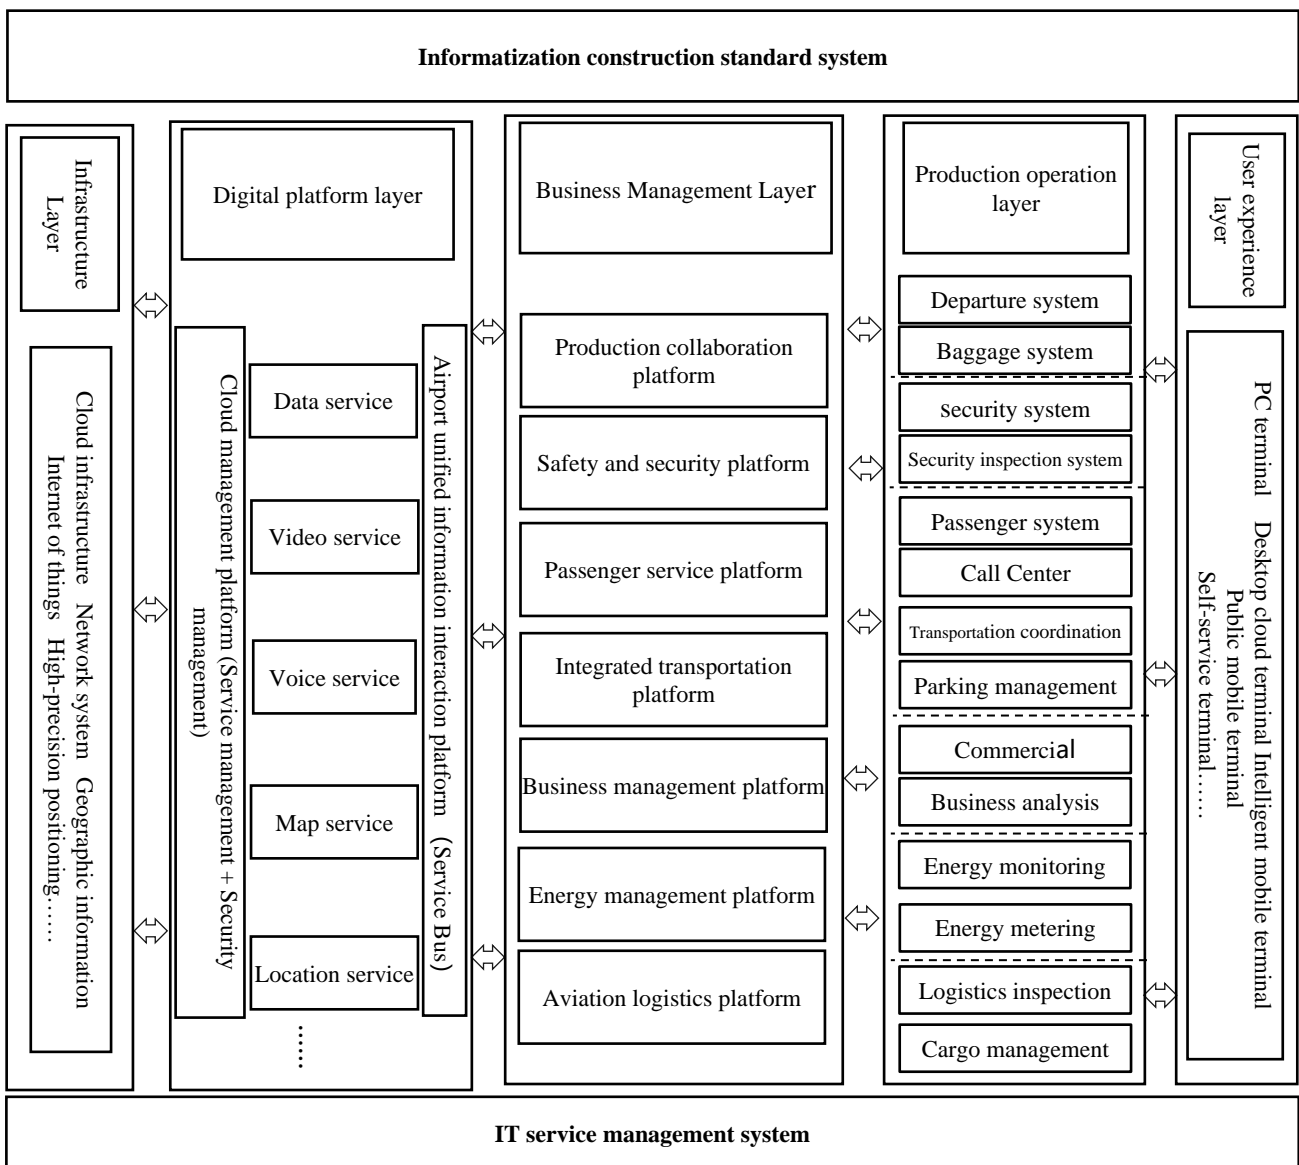 Informatization construction standard system
Infrastructure
Layer
Cloud infrastructure Network system Geographic information
Internet of things High-precision positioning……
Digital platform layer
Cloud management platform (Service management + Security
management)
Data service
Video service
Voice service
Map service
Location service
……
Airport unified information interaction platform (Service Bus)
Business Management Layer
Production collaboration
platform
Safety and security platform
Passenger service platform
Integrated transportation
platform
Business management platform
Energy management platform
Aviation logistics platform
Production operation
layer
Departure system
Baggage system
security system
Security inspection system
Passenger system
Call Center
Transportation coordination
Parking management
Commercial
Business analysis
Energy monitoring
Energy metering
Logistics inspection
Cargo management
User experience
layer
PC terminal Desktop cloud terminal Intelligent mobile terminal
Public mobile terminal
Self-service terminal……
IT service management system